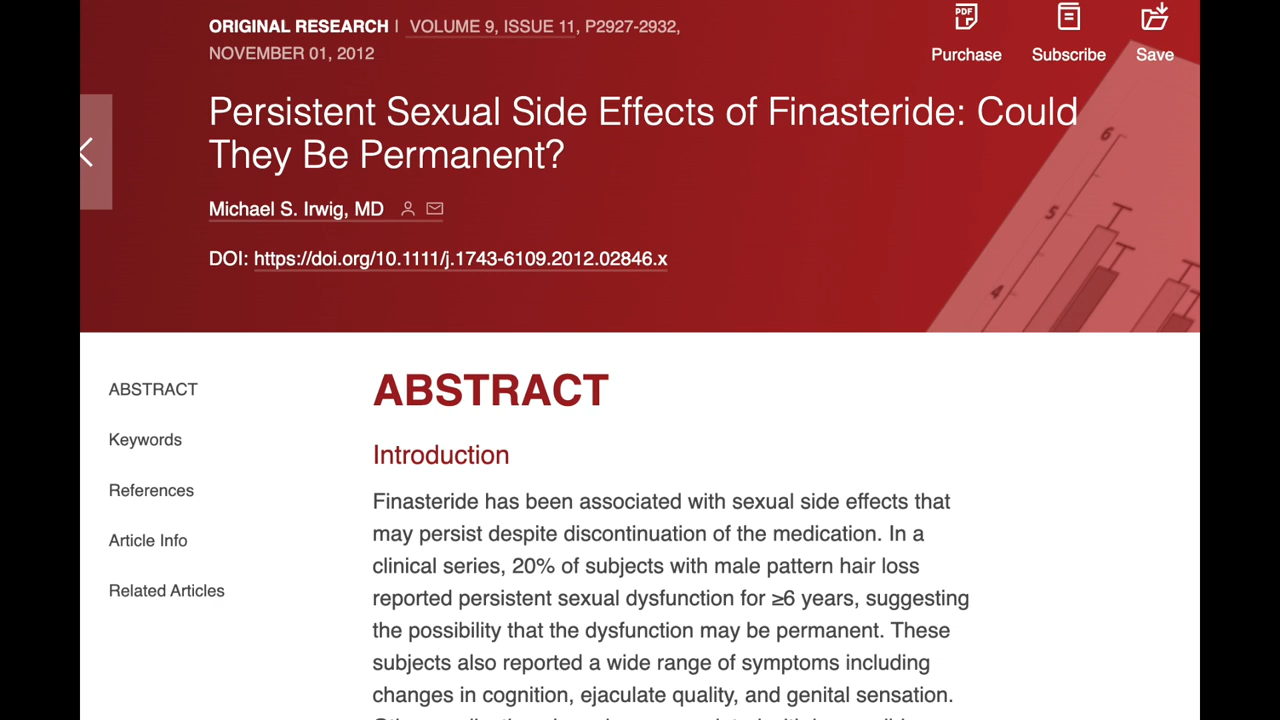 ORIGINAL RESEARCH | VOLUME 9, ISSUE 11, P2927-2932,
NOVEMBER 01, 2012
PDF
Purchase
Subscribe
Save
Persistent Sexual Side Effects of Finasteride: Could
They Be Permanent?
Michael S. Irwig, MD
DOI: https://doi.org/10.1111/j.1743-6109.2012.02846.x
6
5
4
ABSTRACT
Keywords
References
Article Info
Related Articles
ABSTRACT
Introduction
Finasteride has been associated with sexual side effects that
may persist despite discontinuation of the medication. In a
clinical series, 20% of subjects with male pattern hair loss
reported persistent sexual dysfunction for ≥6 years, suggesting
the possibility that the dysfunction may be permanent. These
subjects also reported a wide range of symptoms including
changes in cognition, ejaculate quality, and genital sensation.